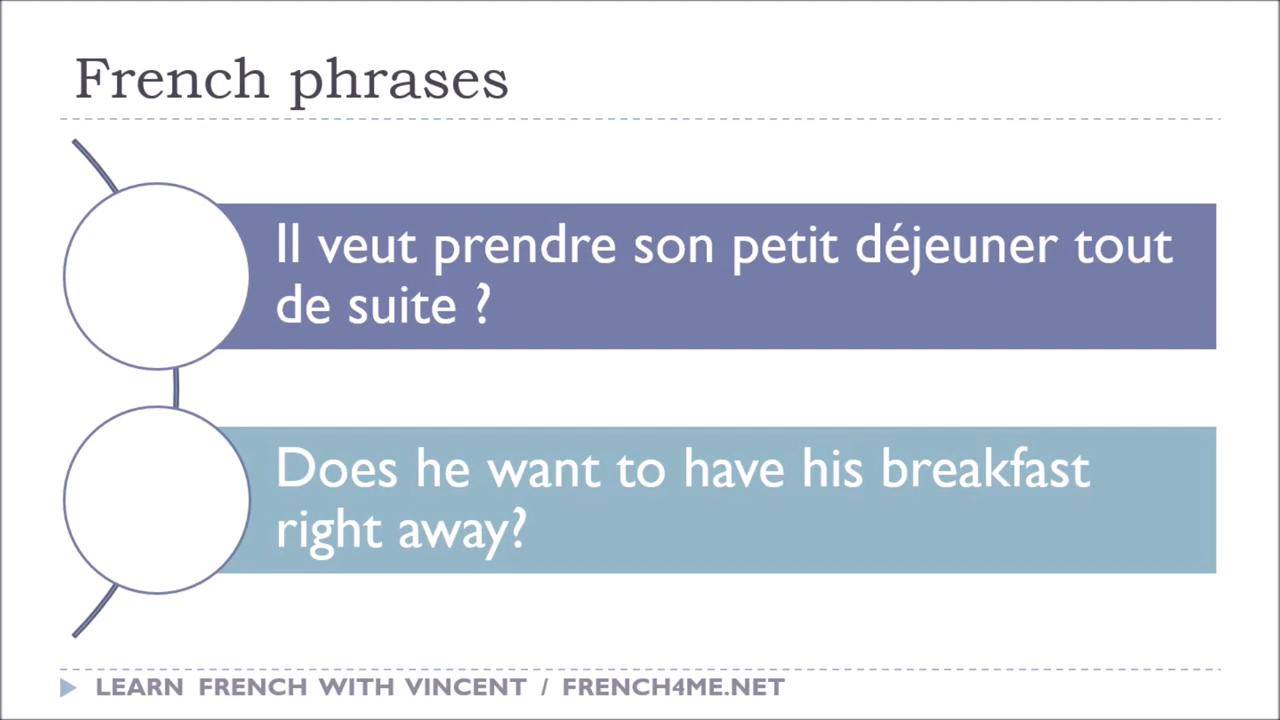 French phrases
Il veut prendre son petit déjeuner tout
de suite ?
Does he want to have his breakfast
right away?
LEARN FRENCH WITH VINCENT / FRENCH4ME.NET